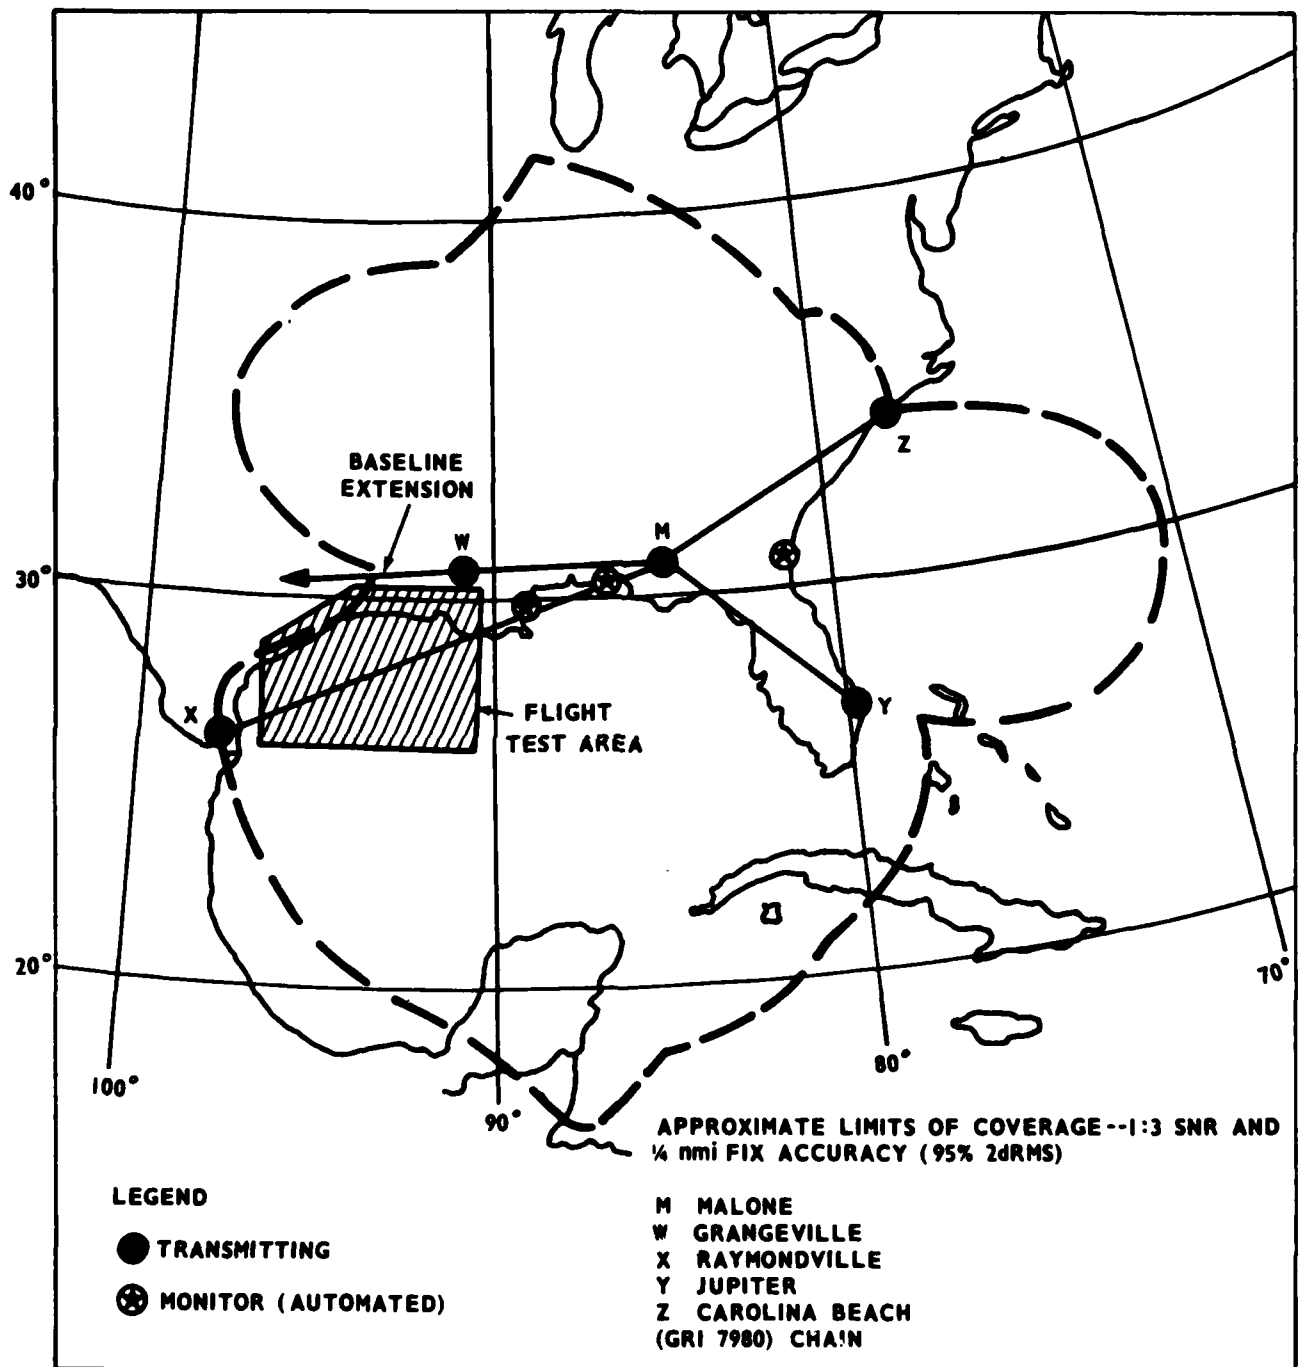 40°
BASELINE
EXTENSION
Z
W
M
30°
X
Y
FLIGHT
TEST AREA
20°
70°
100°
80°
90°
APPROXIMATE LIMITS OF COVERAGE--1:3 SNR AND
¼ nmi FIX ACCURACY (95% 2dRMS)
LEGEND
TRANSMITTING
MONITOR (AUTOMATED)
M MALONE
W GRANGEVILLE
X RAYMONDVILLE
Y JUPITER
Z CAROLINA BEACH
(GRI 7980) CHAIN